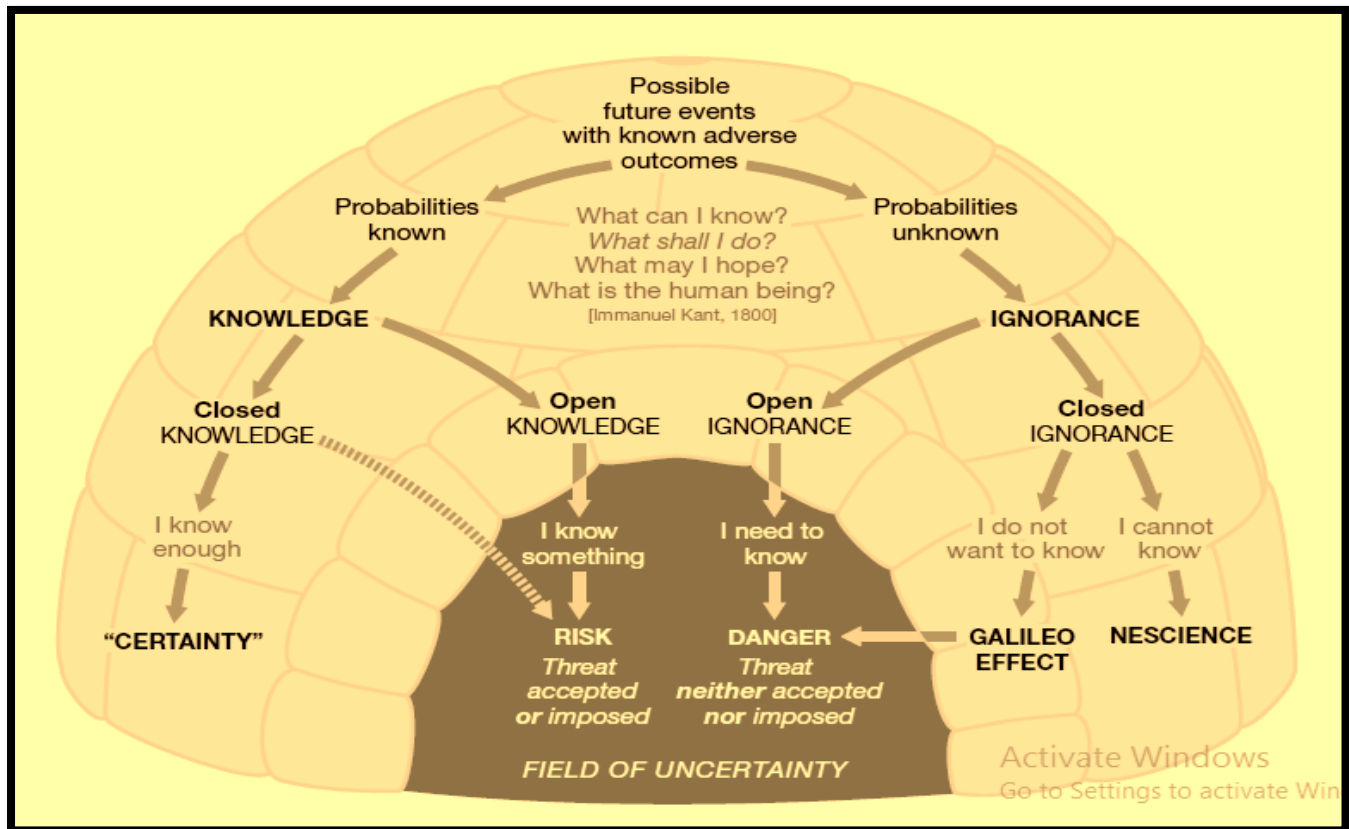 Possible
future events
with known adverse
outcomes
Probabilities
known
What can I know?
What shall I do?
What may I hope?
What is the human being?
[Immanuel Kant, 1800]
Probabilities
unknown
KNOWLEDGE
IGNORANCE
Closed
KNOWLEDGE
Open
KNOWLEDGE
Open
IGNORANCE
Closed
IGNORANCE
I know
enough
I know
something
I need to
know
I do not
want to know
I cannot
know
“CERTAINTY”
RISK
Threat
accepted
or imposed
DANGER
Threat
neither accepted
nor imposed
GALILEO
EFFECT
NESCIENCE
FIELD OF UNCERTAINTY
Activate Windows
Go to Settings to activate Win